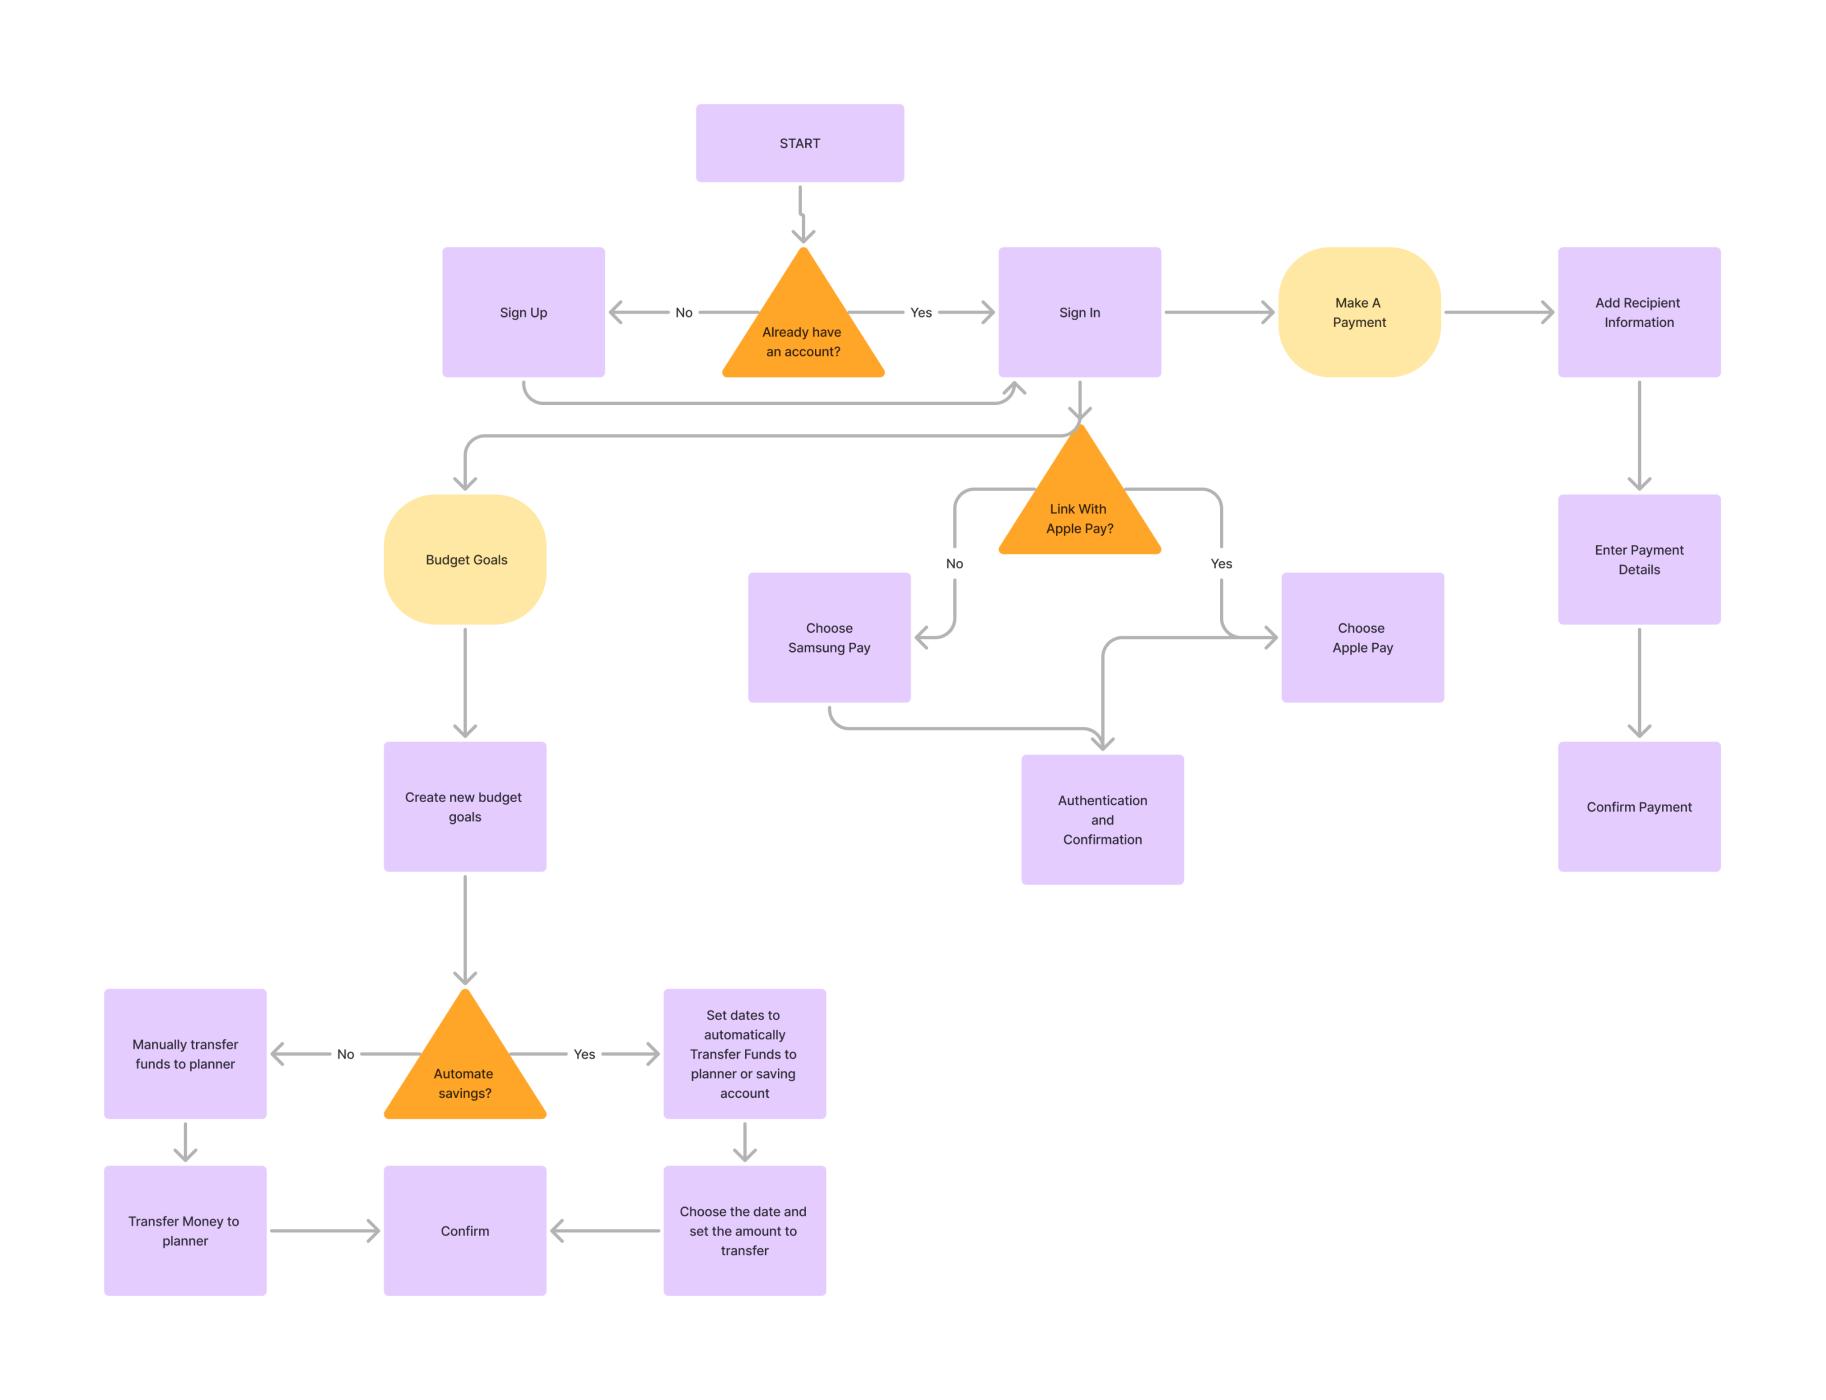 START
Sign Up
No
Already have
an account?
Yes
Sign In
Make A
Payment
Add Recipient
Information
Budget Goals
Link With
Apple Pay?
No
Yes
Enter Payment
Details
Choose
Samsung Pay
Choose
Apple Pay
Create new budget
goals
Authentication
and
Confirmation
Confirm Payment
Manually transfer
funds to planner
No
Automate
savings?
Yes
Set dates to
automatically
Transfer Funds to
planner or saving
account
Transfer Money to
planner
Confirm
Choose the date and
set the amount to
transfer